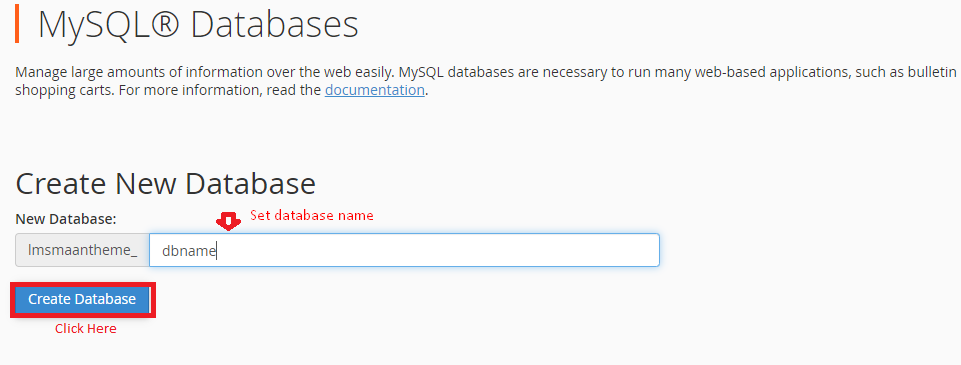 MySQL® Databases
Manage large amounts of information over the web easily. MySQL databases are necessary to run many web-based applications, such as bulletin
shopping carts. For more information, read the documentation.
Create New Database
New Database:
Set database name
lmsmaantheme_
dbname
Create Database
Click Here